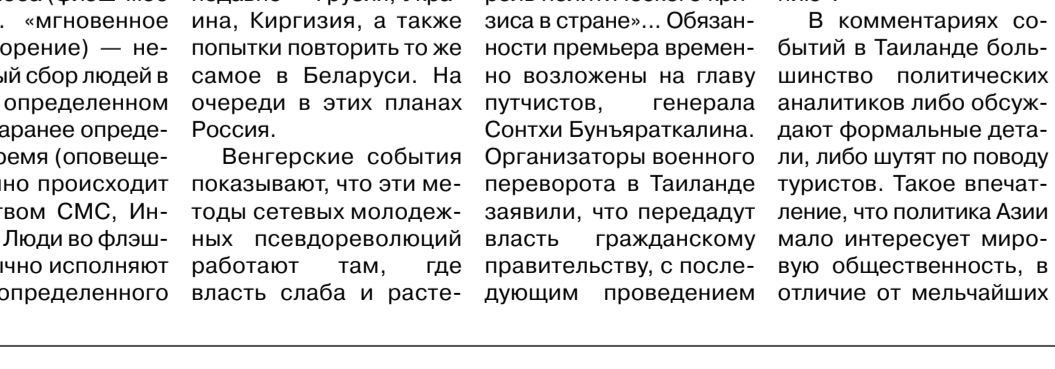 «мгновенное
орение) — не-
ый сбор людей в
определенном
аранее опреде-
ремя (оповеще-
но происходит
твом СМС, Ин-
Люди во флэш-
ычно исполняют
определенного
ина, Киргизия, а также
попытки повторить то же
самое в Беларуси. На
очереди в этих планах
Россия.
Венгерские события
показывают, что эти ме-
тоды сетевых молодеж-
ных псевдореволюций
работают там, где
власть слаба и расте-
зиса в стране»... Обязан-
ности премьера времен-
но возложены на главу
путчистов, генерала
Сонтхи Бунъяраткалина.
Организаторы военного
переворота в Таиланде
заявили, что передадут
власть гражданскому
правительству, с после-
дующим проведением
В комментариях со-
бытий в Таиланде боль-
шинство политических
аналитиков либо обсуж-
дают формальные дета-
ли, либо шутят по поводу
туристов. Такое впечат-
ление, что политика Азии
мало интересует миро-
вую общественность, в
отличие от мельчайших